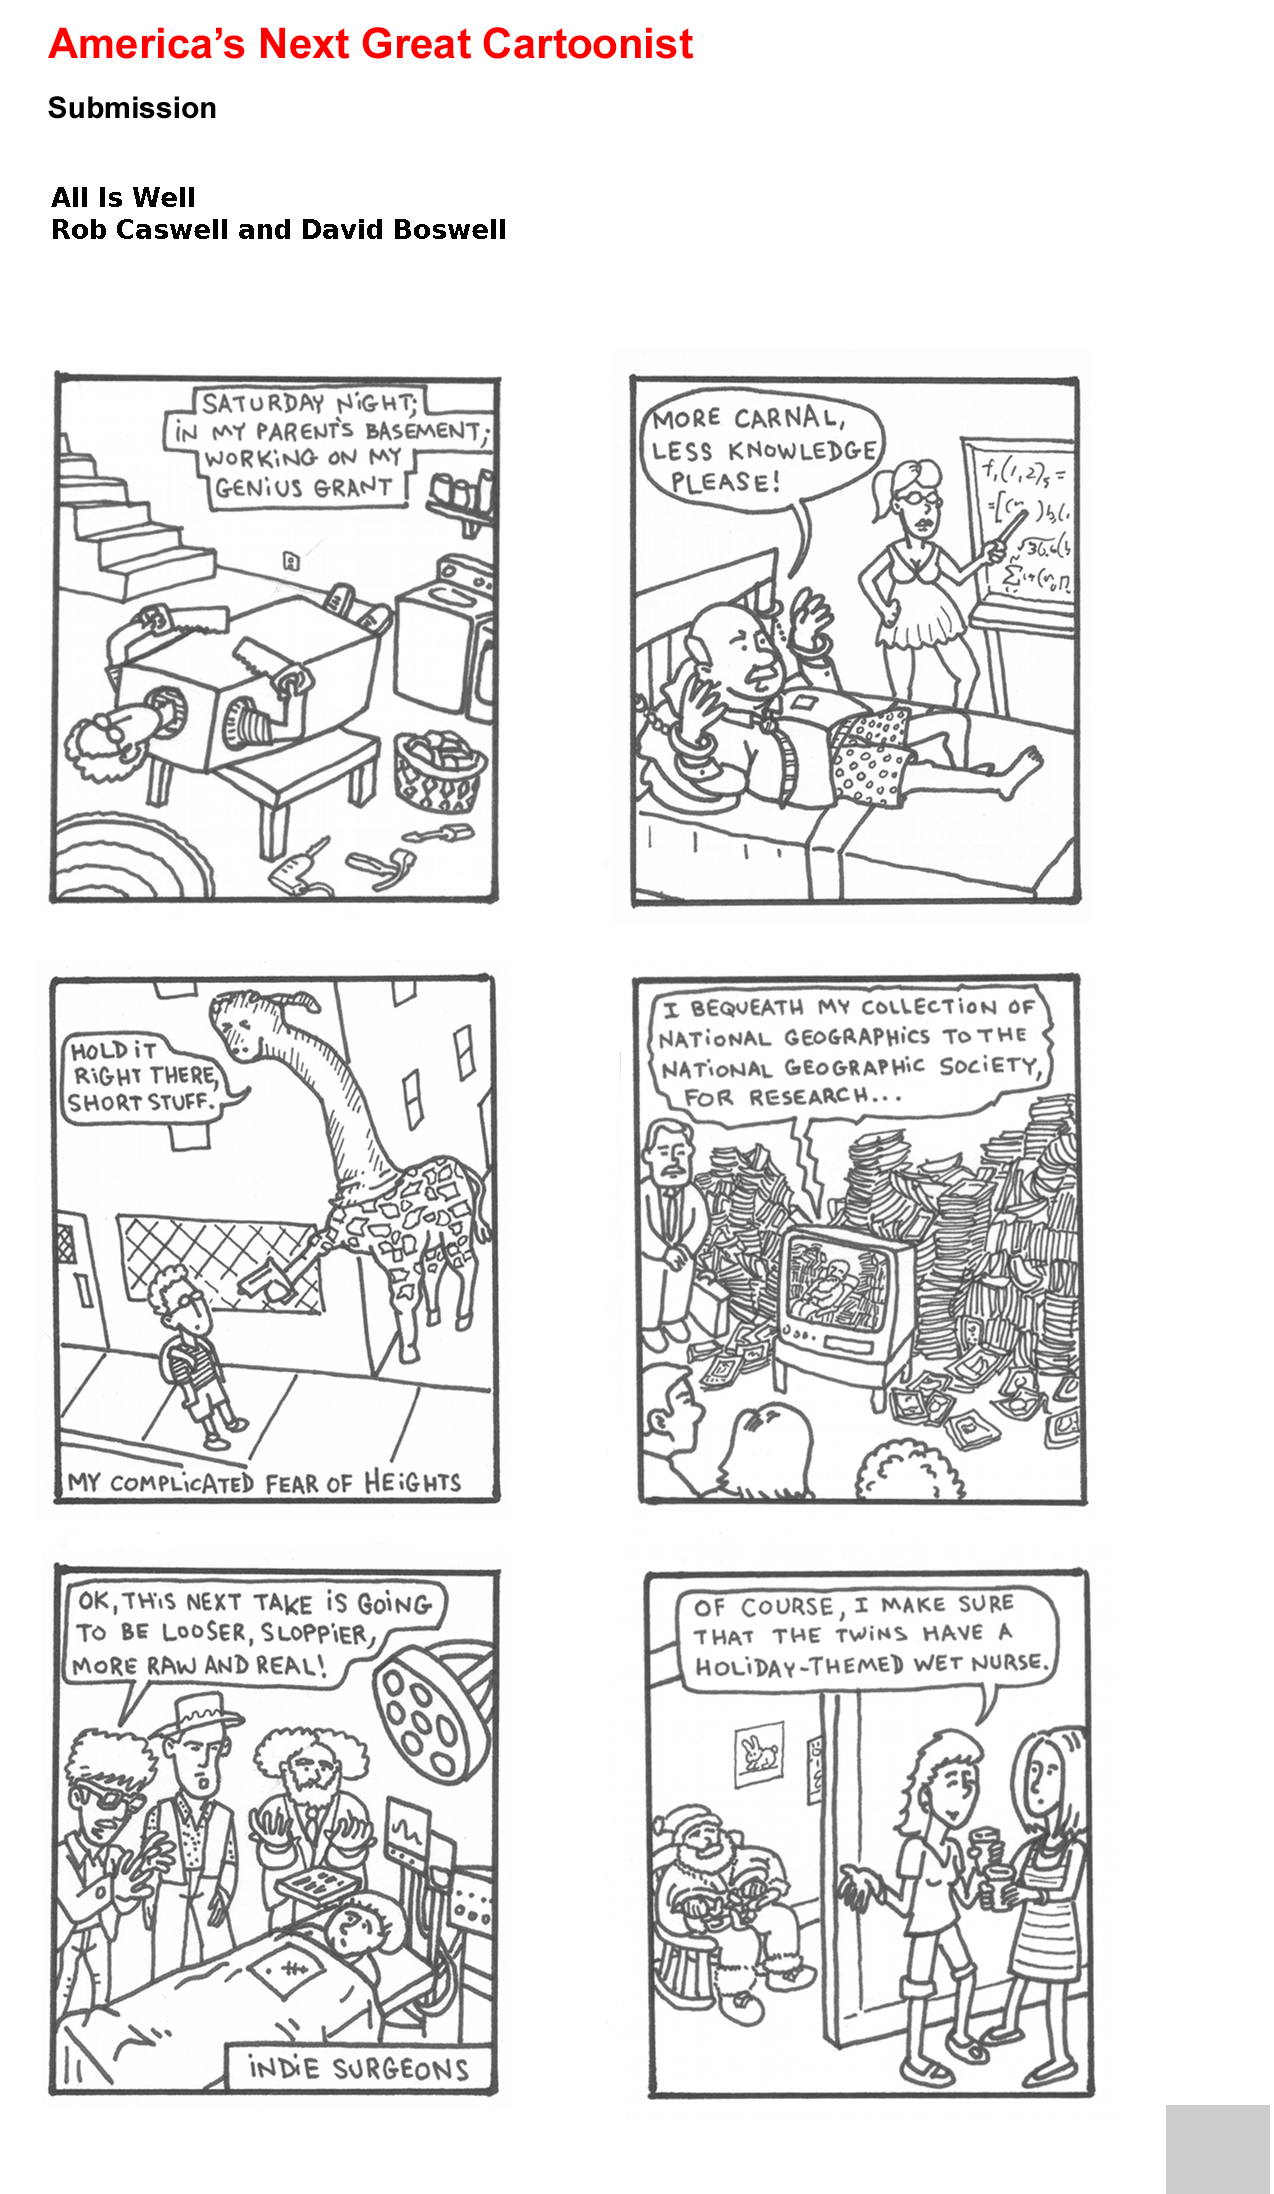 America’s Next Great Cartoonist
Submission
All Is Well
Rob Caswell and David Boswell
SATURDAY NIGHT;
IN MY PARENT'S BASEMENT;
WORKING ON MY
GENIUS GRANT
MORE CARNAL,
LESS KNOWLEDGE
PLEASE!
HOLD IT
RIGHT THERE,
SHORT STUFF.
MY COMPLICATED FEAR OF HEIGHTS
I BEQUEATH MY COLLECTION OF
NATIONAL GEOGRAPHICS TO THE
NATIONAL GEOGRAPHIC SOCIETY,
FOR RESEARCH...
OK, THIS NEXT TAKE IS GOING
TO BE LOOSER, SLOPPIER,
MORE RAW AND REAL!
INDIE SURGEONS
OF COURSE, I MAKE SURE
THAT THE TWINS HAVE A
HOLIDAY-THEMED WET NURSE.